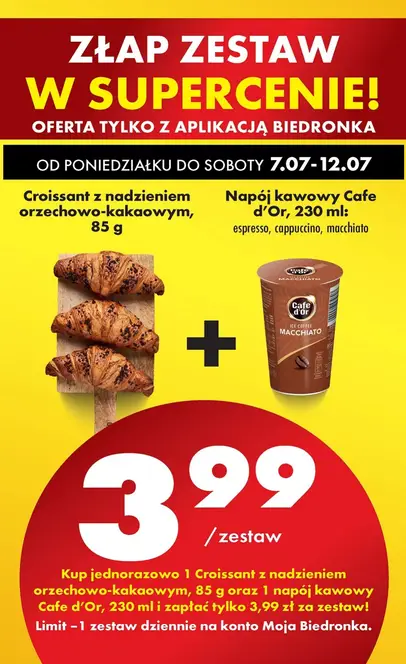 ZŁAP ZESTAW
W SUPERCENIE!
OFERTA TYLKO Z APLIKACJĄ BIEDRONKA
OD PONIEDZIAŁKU DO SOBOTY 7.07-12.07
Croissant z nadzieniem
orzechowo-kakaowym,
85 g
Napój kawowy Cafe
d’Or, 230 ml:
espresso, cappuccino, macchiato
+
Cafe
d'Or
ICE COFFEE
MACCHIATO
3 99
/zestaw
Kup jednorazowo 1 Croissant z nadzieniem
orzechowo-kakaowym, 85 g oraz 1 napój kawowy
Cafe d’Or, 230 ml i zapłać tylko 3,99 zł za zestaw!
Limit –1 zestaw dziennie na konto Moja Biedronka.